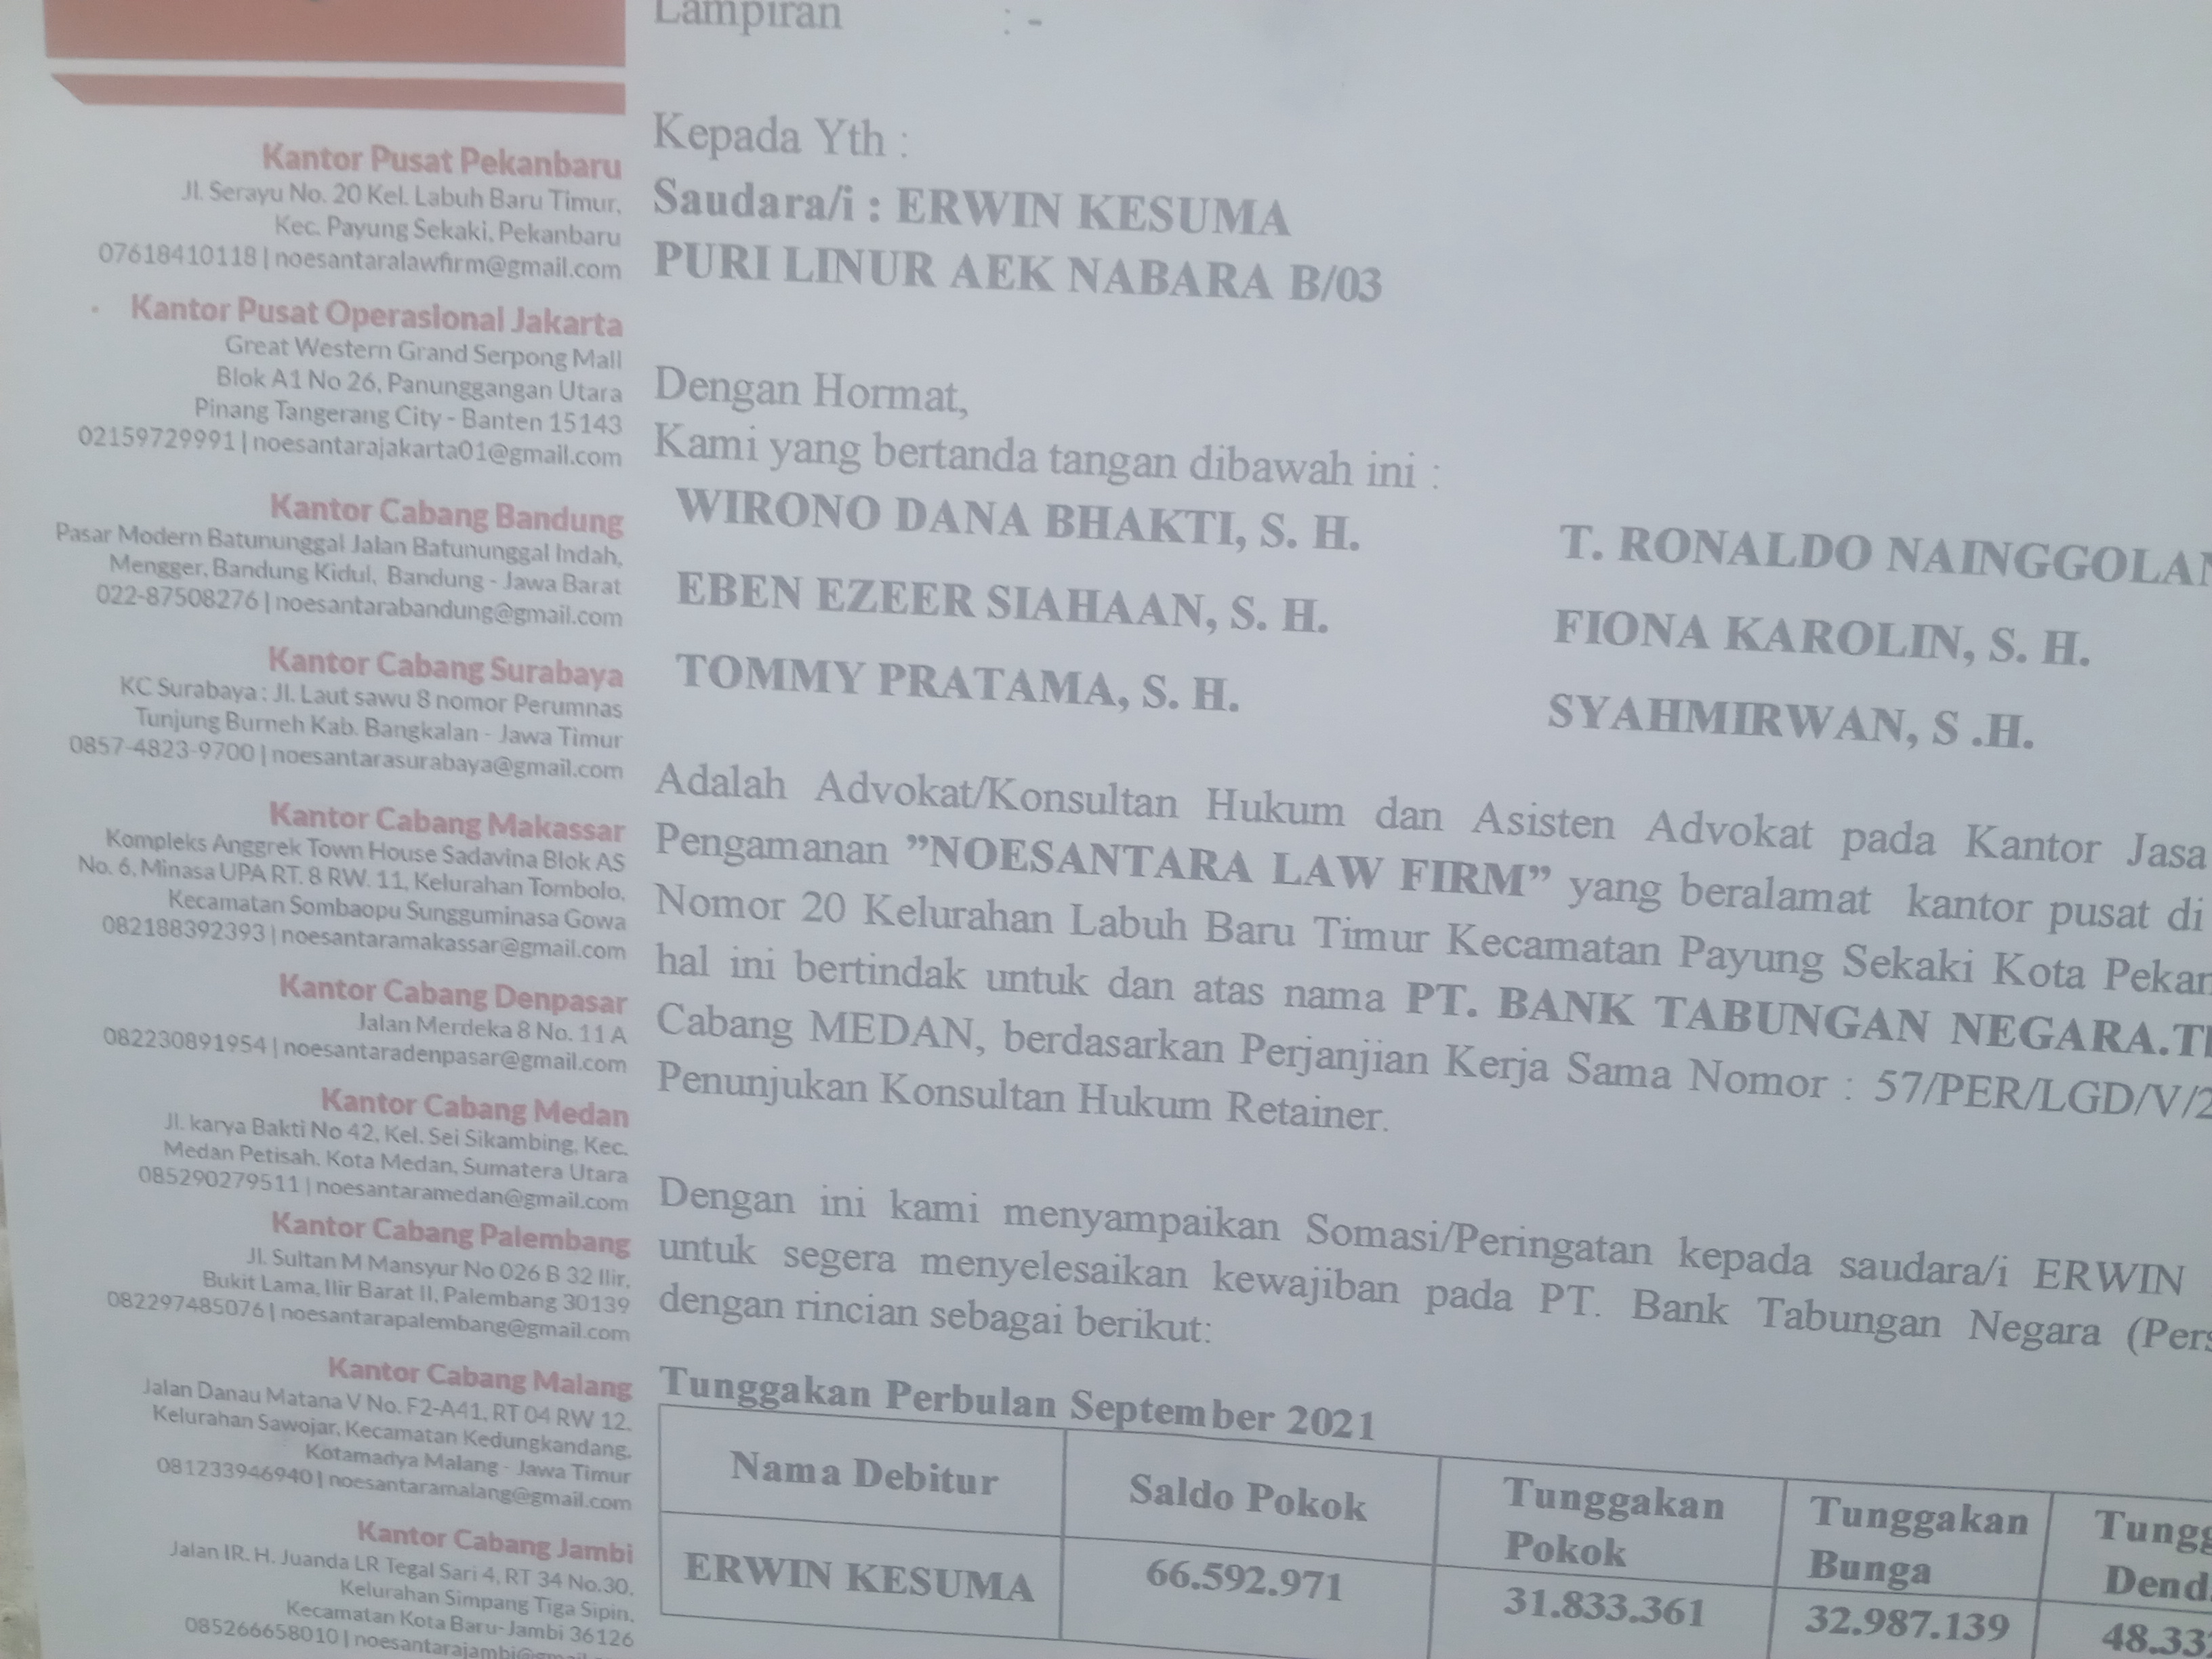 Lampiran : -
Kantor Pusat Pekanbaru
Jl. Serayu No. 20 Kel. Labuh Baru Timur,
Kec. Payung Sekaki, Pekanbaru
07618410118 | noesantaralawfirm@gmail.com
Kantor Pusat Operasional Jakarta
Great Western Grand Serpong Mall
Blok A1 No 26, Panunggangan Utara
Pinang Tangerang City - Banten 15143
02159729991 | noesantarajakarta01@gmail.com
Kantor Cabang Bandung
Pasar Modern Batununggal Jalan Batununggal Indah,
Mengger, Bandung Kidul, Bandung - Jawa Barat
022-87508276 | noesantarabandung@gmail.com
Kantor Cabang Surabaya
KC Surabaya : Jl. Laut sawu 8 nomor Perumnas
Tunjung Burneh Kab. Bangkalan - Jawa Timur
0857-4823-9700 | noesantarasurabaya@gmail.com
Kantor Cabang Makassar
Kompleks Anggrek Town House Sadavina Blok AS
No. 6, Minasa UPA RT. 8 RW. 11, Kelurahan Tombolo,
Kecamatan Sombaopu Sungguminasa Gowa
082188392393 | noesantaramakassar@gmail.com
Kantor Cabang Denpasar
Jalan Merdeka 8 No. 11 A
082230891954 | noesantaradenpasar@gmail.com
Kantor Cabang Medan
Jl. karya Bakti No 42, Kel. Sei Sikambing, Kec.
Medan Petisah, Kota Medan, Sumatera Utara
085290279511 | noesantaramedan@gmail.com
Kantor Cabang Palembang
Jl. Sultan M Mansyur No 026 B 32 Ilir,
Bukit Lama, Ilir Barat II, Palembang 30139
082297485076 | noesantarapalembang@gmail.com
Kantor Cabang Malang
Jalan Danau Matana V No. F2-A41, RT 04 RW 12,
Kelurahan Sawojar, Kecamatan Kedungkandang,
Kotamadya Malang - Jawa Timur
081233946940 | noesantaramalang@gmail.com
Kantor Cabang Jambi
Jalan IR. H. Juanda LR Tegal Sari 4, RT 34 No.30,
Kelurahan Simpang Tiga Sipin,
Kecamatan Kota Baru-Jambi 36126
085266658010 | noesantarajambi@
Kepada Yth :
Saudara/i : ERWIN KESUMA
PURI LINUR AEK NABARA B/03
Dengan Hormat,
Kami yang bertanda tangan dibawah ini :
WIRONO DANA BHAKTI, S. H. T. RONALDO NAINGGOLAN
EBEN EZEER SIAHAAN, S. H. FIONA KAROLIN, S. H.
TOMMY PRATAMA, S. H. SYAHMIRWAN, S .H.
Adalah Advokat/Konsultan Hukum dan Asisten Advokat pada Kantor Jasa
Pengamanan ”NOESANTARA LAW FIRM” yang beralamat kantor pusat di
Nomor 20 Kelurahan Labuh Baru Timur Kecamatan Payung Sekaki Kota Pekan
hal ini bertindak untuk dan atas nama PT. BANK TABUNGAN NEGARA.T
Cabang MEDAN, berdasarkan Perjanjian Kerja Sama Nomor : 57/PER/LGD/V/2
Penunjukan Konsultan Hukum Retainer.
Dengan ini kami menyampaikan Somasi/Peringatan kepada saudara/i ERWIN
untuk segera menyelesaikan kewajiban pada PT. Bank Tabungan Negara (Pers
dengan rincian sebagai berikut:
Tunggakan Perbulan September 2021
Nama Debitur Saldo Pokok Tunggakan Pokok Tunggakan Bunga Tungg Dend
ERWIN KESUMA 66.592.971 31.833.361 32.987.139 48.33